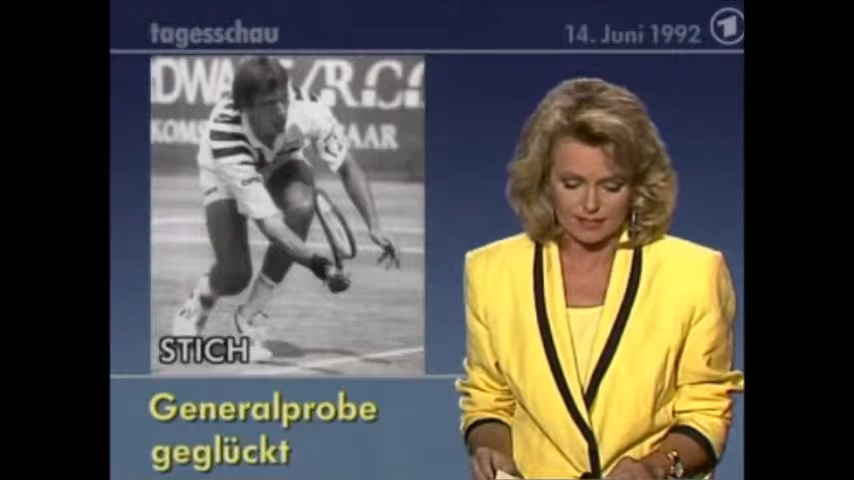 tagesschau
14. Juni 1992
STICH
Generalprobe
geglückt